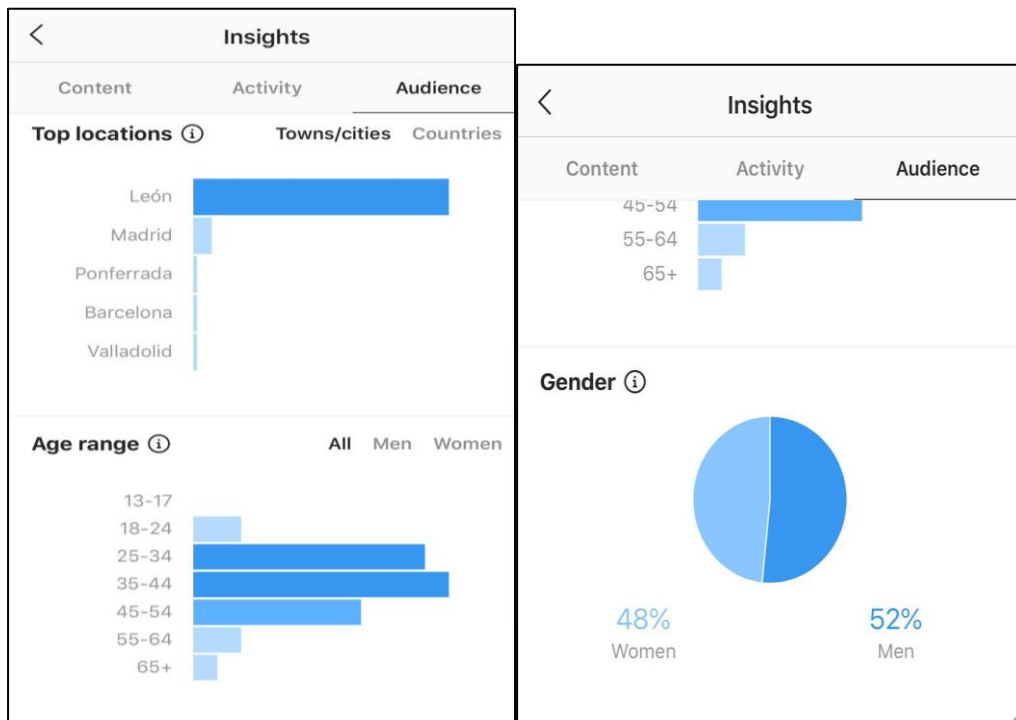 Insights
Content Activity Audience
Top locations Towns/cities Countries
León
Madrid
Ponferrada
Barcelona
Valladolid
Age range All Men Women
13-17
18-24
25-34
35-44
45-54
55-64
65+
Insights
Content Activity Audience
45-54
55-64
65+
Gender
48% 52%
Women Men